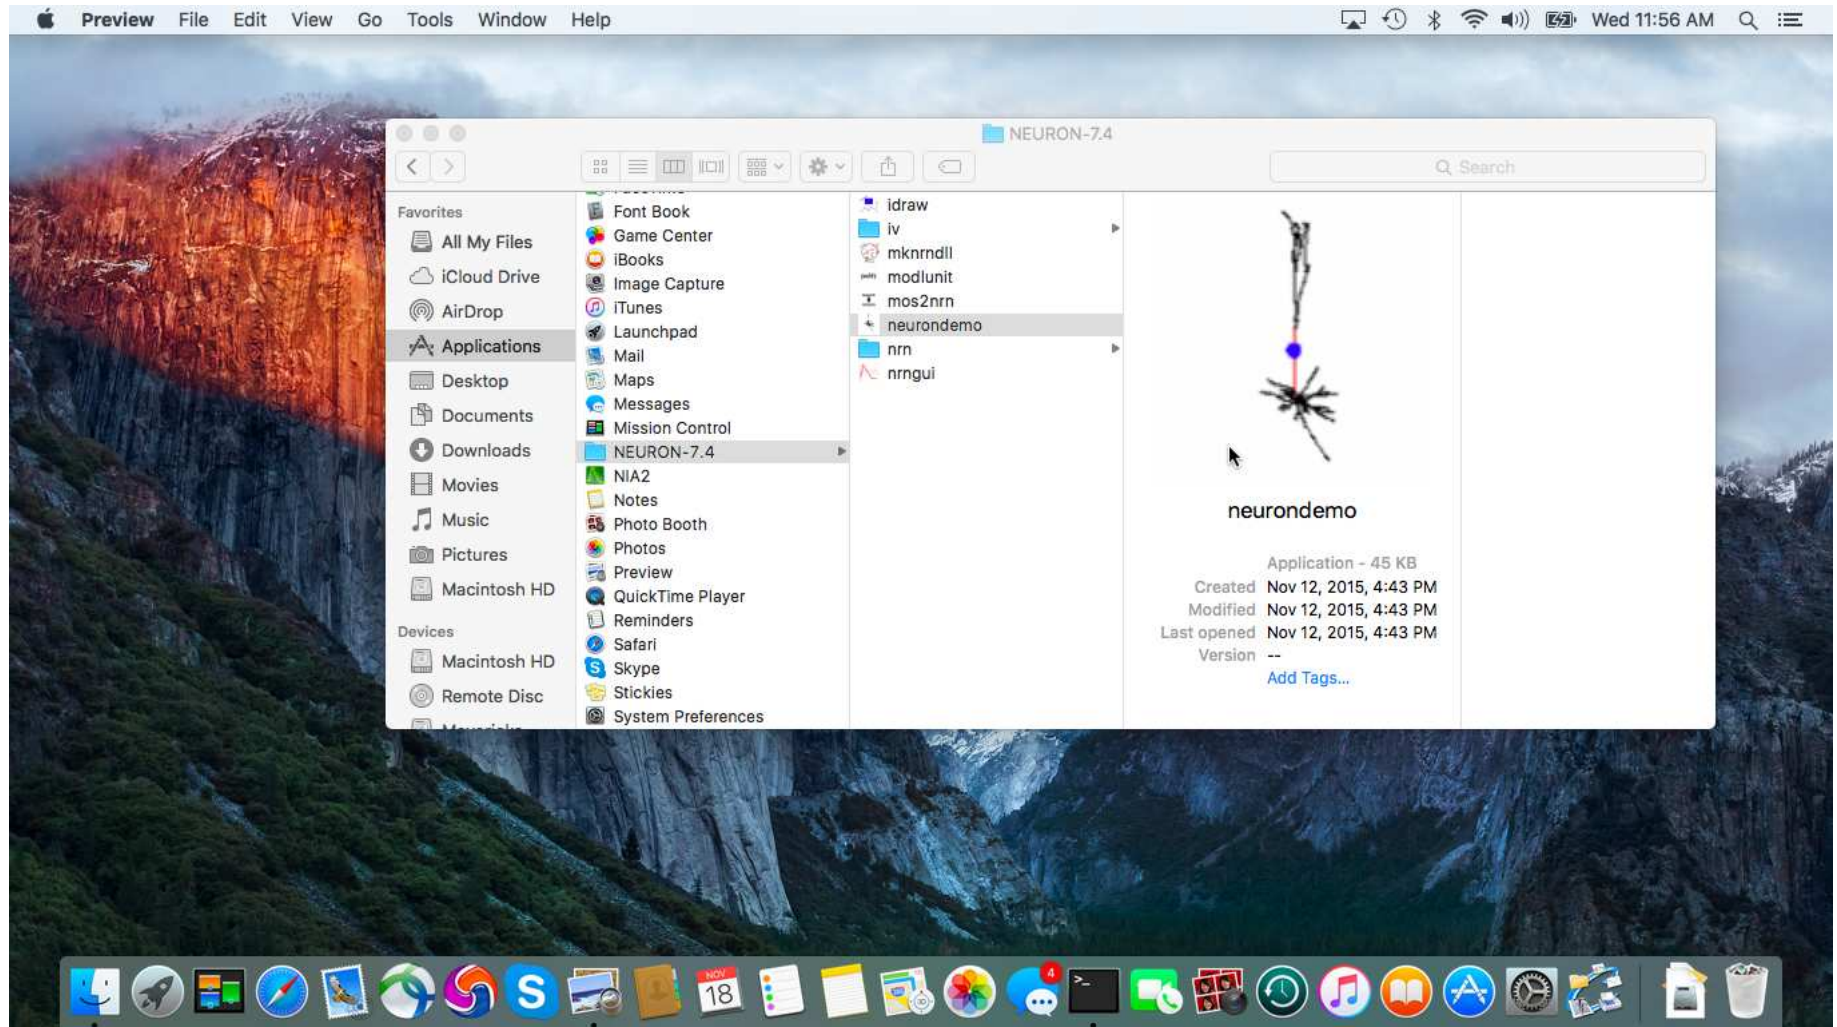 Preview File Edit View Go Tools Window Help Wed 11:56 AM
NEURON-7.4
Search
Favorites
All My Files
iCloud Drive
AirDrop
Applications
Desktop
Documents
Downloads
Movies
Music
Pictures
Macintosh HD
Devices
Macintosh HD
Remote Disc
Font Book
Game Center
iBooks
Image Capture
iTunes
Launchpad
Mail
Maps
Messages
Mission Control
NEURON-7.4
NIA2
Notes
Photo Booth
Photos
Preview
QuickTime Player
Reminders
Safari
Skype
Stickies
System Preferences
idraw
iv
mknrndll
modlunit
mos2nrn
neurondemo
nrn
nrngui
neurondemo
Application - 45 KB
Created Nov 12, 2015, 4:43 PM
Modified Nov 12, 2015, 4:43 PM
Last opened Nov 12, 2015, 4:43 PM
Version --
Add Tags...
NOV
18
4